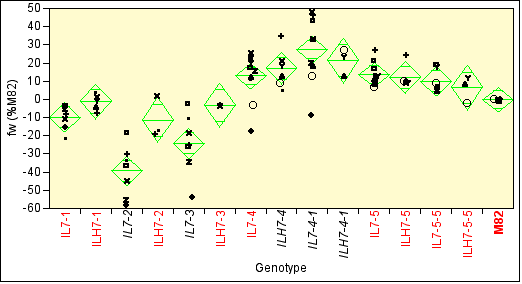 fw (%M82)
50
40
30
20
10
0
-10
-20
-30
-40
-50
-60
IL7-1
ILH7-1
IL7-2
ILH7-2
IL7-3
ILH7-3
IL7-4
ILH7-4
IL7-4-1
ILH7-4-1
IL7-5
ILH7-5
IL7-5-5
ILH7-5-5
M82
Genotype